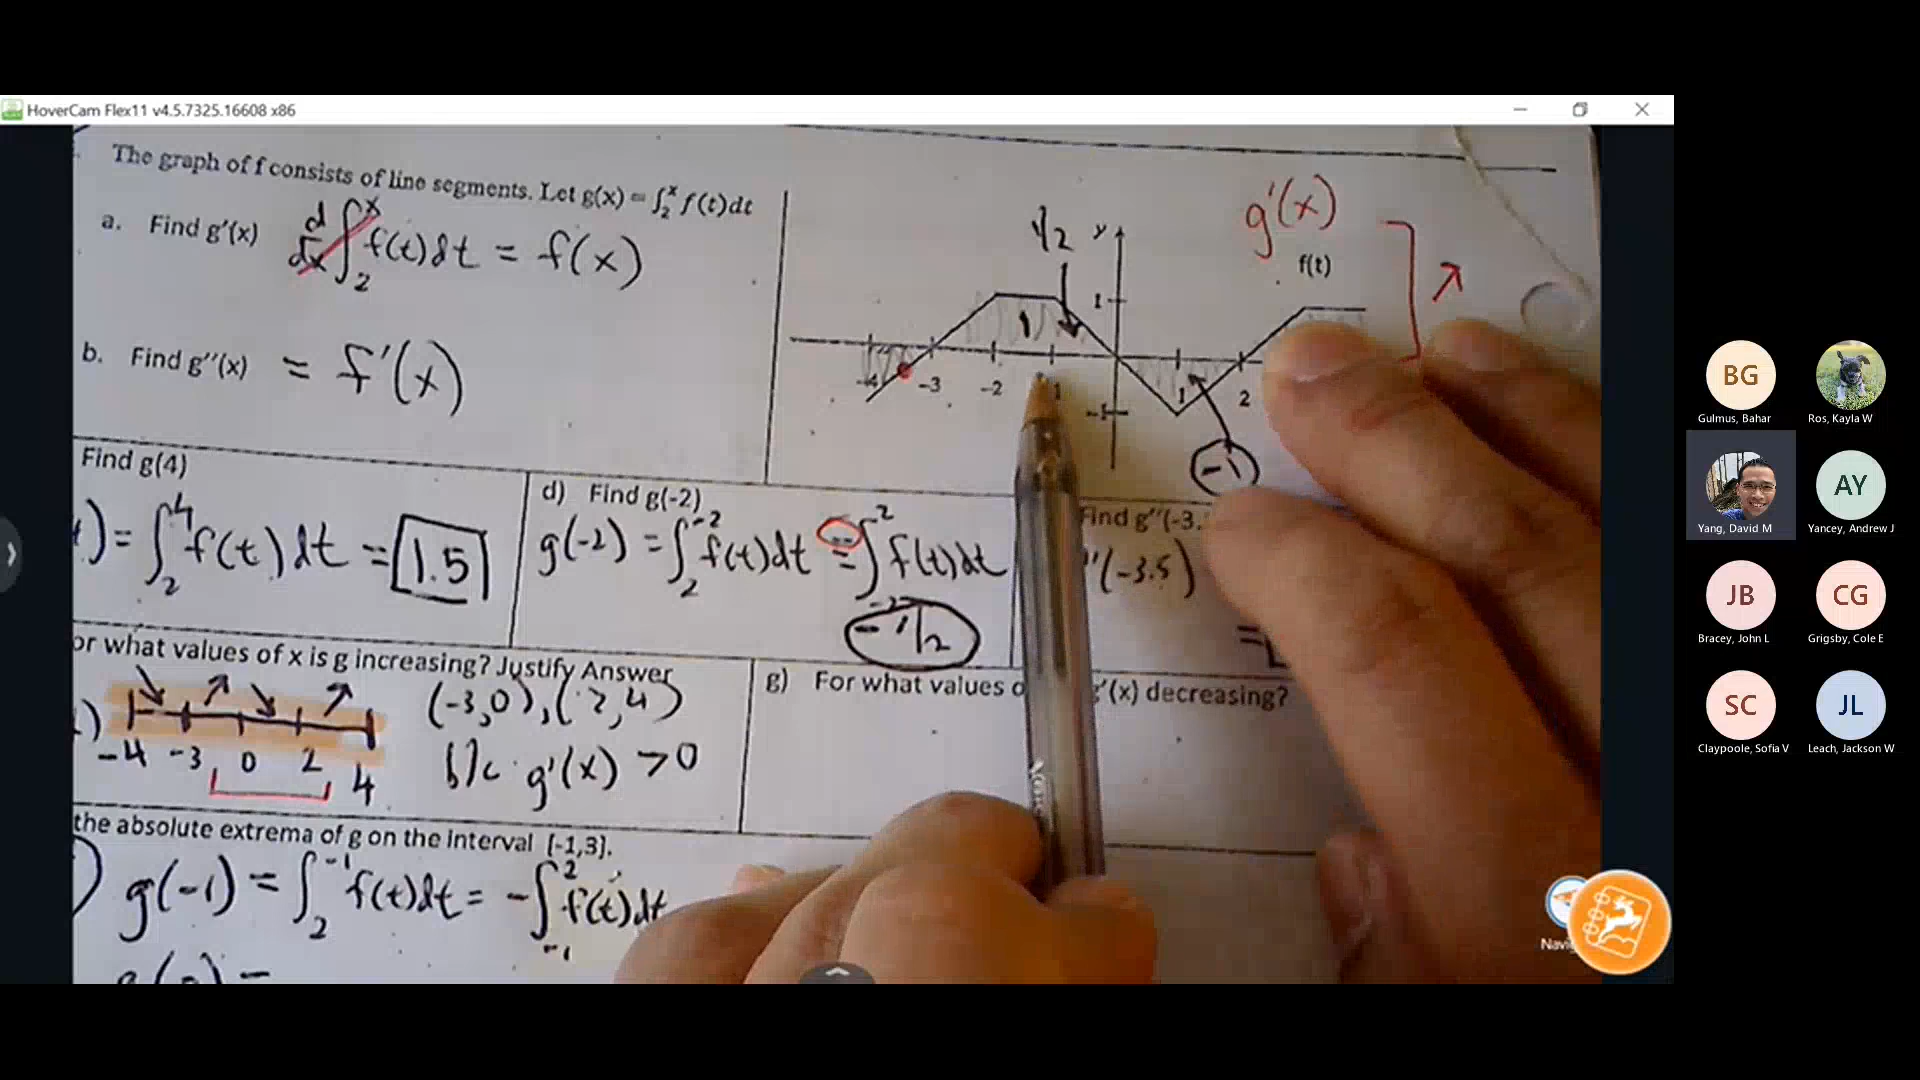 HoverCam Flex11 v4.5.7325.16608 x86
The graph of f consists of line segments. Let g(x) = ∫₂ˣ f(t)dt
a. Find g'(x) d/dx ∫₂ˣ f(t)dt = f(x)
b. Find g''(x) = f'(x)
g'(x)
f(t)
1/2 y
1
1
-4 -3 -2 1 1 2
-1
-1
Find g(4)
) = ∫₂⁴ f(t)dt = 1.5
d) Find g(-2)
g(-2) = ∫₂⁻² f(t)dt = -∫₋₂² f(t)dt
-1/2
Find g''(-3.
''(-3.5)
=
or what values of x is g increasing? Justify Answer
-4 -3 0 2 4
(-3,0), (2,4)
b/c g'(x) > 0
g) For what values o g'(x) decreasing?
the absolute extrema of g on the interval [-1,3].
g(-1) = ∫₂⁻¹ f(t)dt = -∫₋₁² f(t)dt
BG
Gulmus, Bahar
Ros, Kayla W
Yang, David M
AY
Yancey, Andrew J
JB
Bracey, John L
CG
Grigsby, Cole E
SC
Claypoole, Sofia V
JL
Leach, Jackson W
Navi